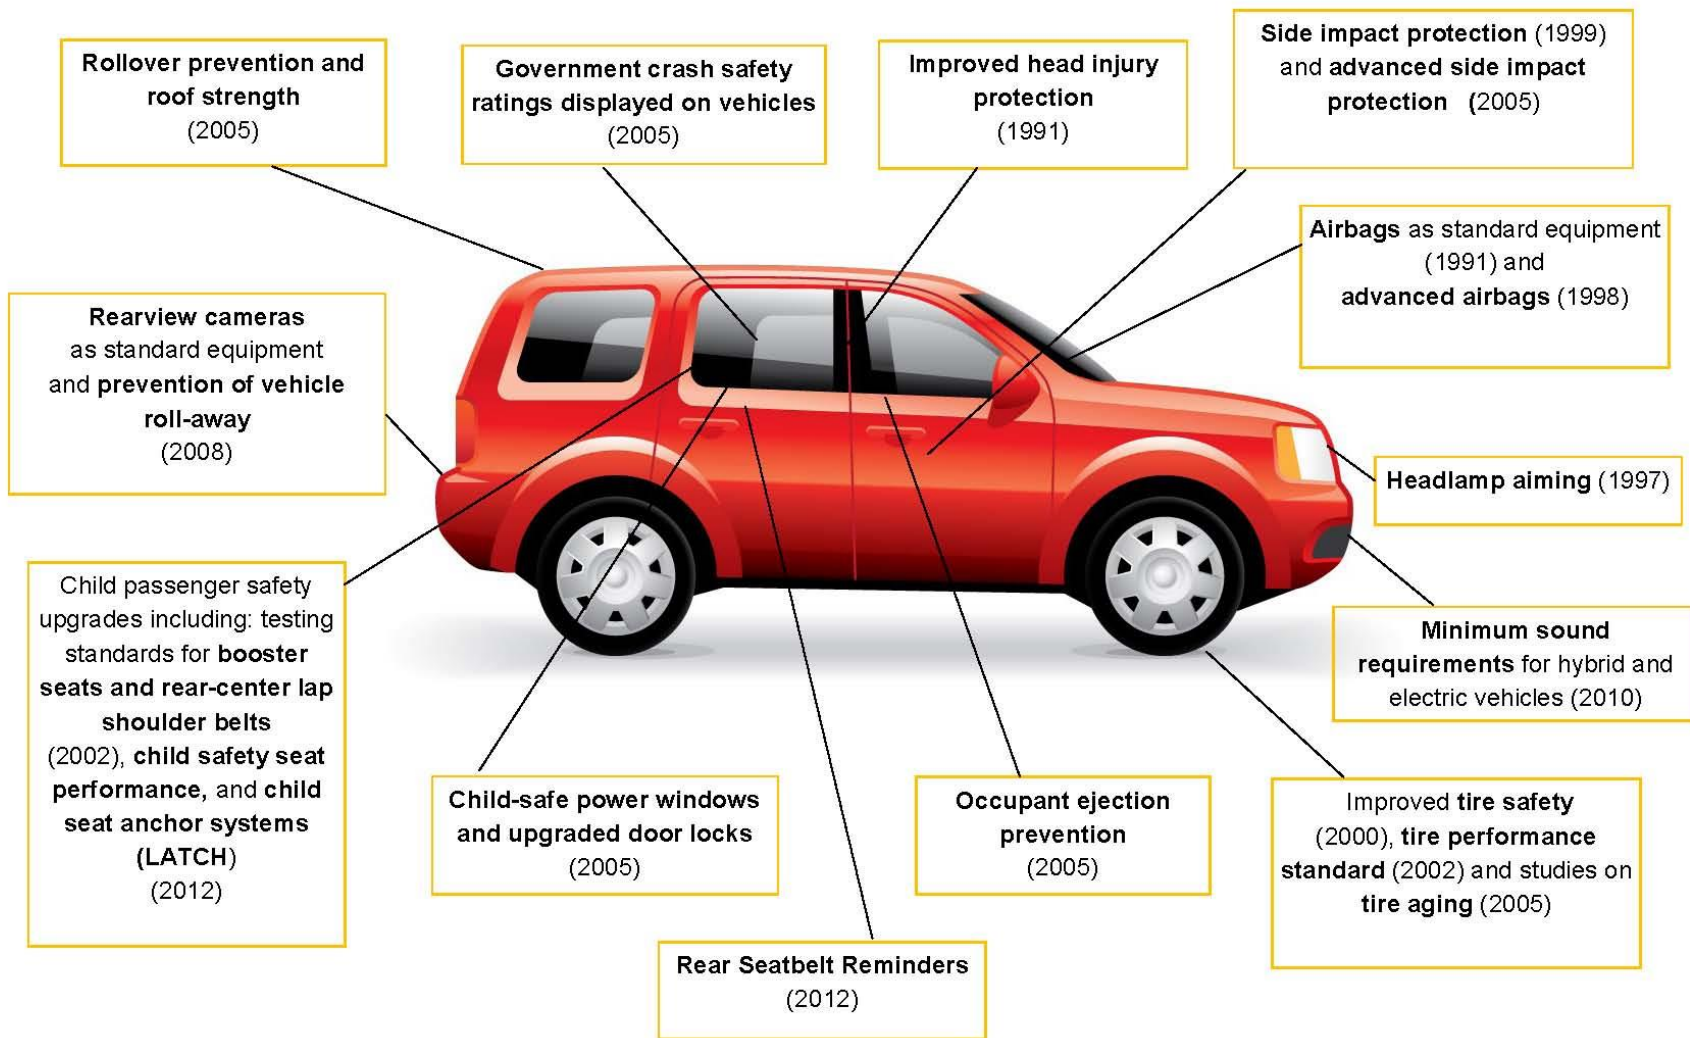 Rollover prevention and
roof strength
(2005)
Government crash safety
ratings displayed on vehicles
(2005)
Improved head injury
protection
(1991)
Side impact protection (1999)
and advanced side impact
protection (2005)
Airbags as standard equipment
(1991) and
advanced airbags (1998)
Rearview cameras
as standard equipment
and prevention of vehicle
roll-away
(2008)
Headlamp aiming (1997)
Child passenger safety
upgrades including: testing
standards for booster
seats and rear-center lap
shoulder belts
(2002), child safety seat
performance, and child
seat anchor systems
(LATCH)
(2012)
Minimum sound
requirements for hybrid and
electric vehicles (2010)
Child-safe power windows
and upgraded door locks
(2005)
Occupant ejection
prevention
(2005)
Improved tire safety
(2000), tire performance
standard (2002) and studies on
tire aging (2005)
Rear Seatbelt Reminders
(2012)